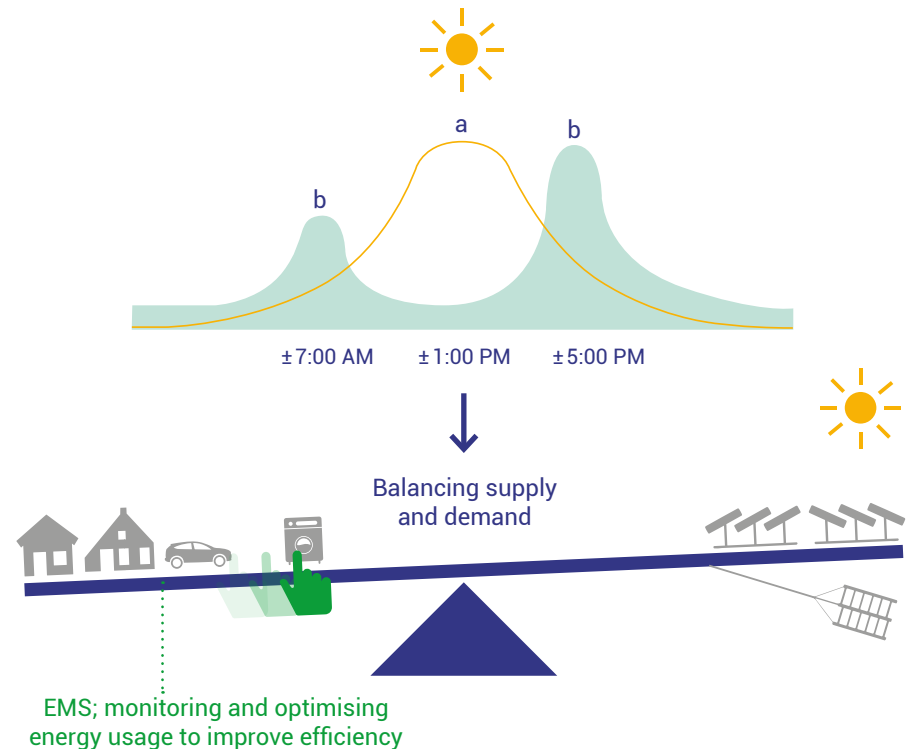 a
b
b
±7:00 AM
±1:00 PM
±5:00 PM
Balancing supply
and demand
EMS; monitoring and optimising
energy usage to improve efficiency